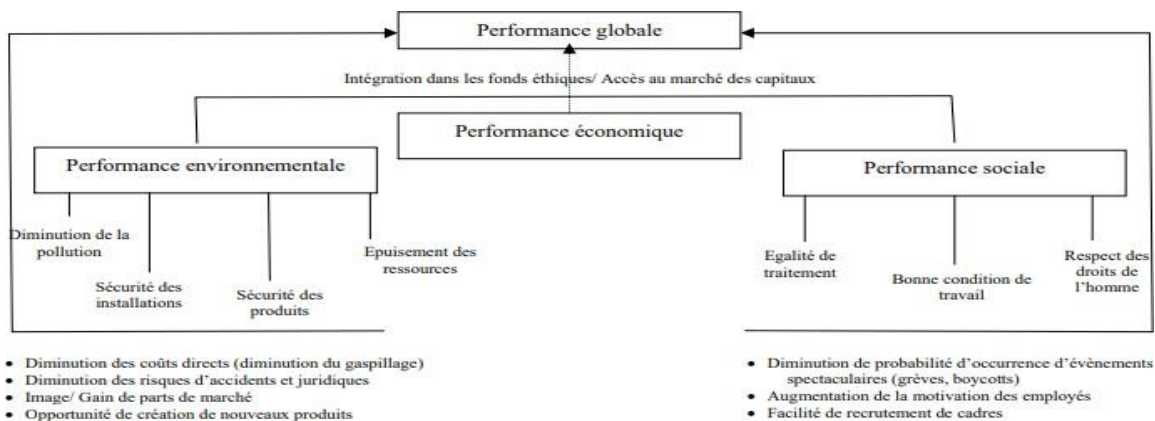 Performance globale
Intégration dans les fonds éthiques/ Accès au marché des capitaux
Performance économique
Performance environnementale
Performance sociale
Diminution de la
pollution
Sécurité des
installations
Sécurité des
produits
Epuisement des
ressources
Egalité de
traitement
Bonne condition de
travail
Respect des
droits de
l’homme
• Diminution des coûts directs (diminution du gaspillage)
• Diminution des risques d’accidents et juridiques
• Image/ Gain de parts de marché
• Opportunité de création de nouveaux produits
• Diminution de probabilité d’occurrence d’évènements
spectaculaires (grèves, boycotts)
• Augmentation de la motivation des employés
• Facilité de recrutement de cadres